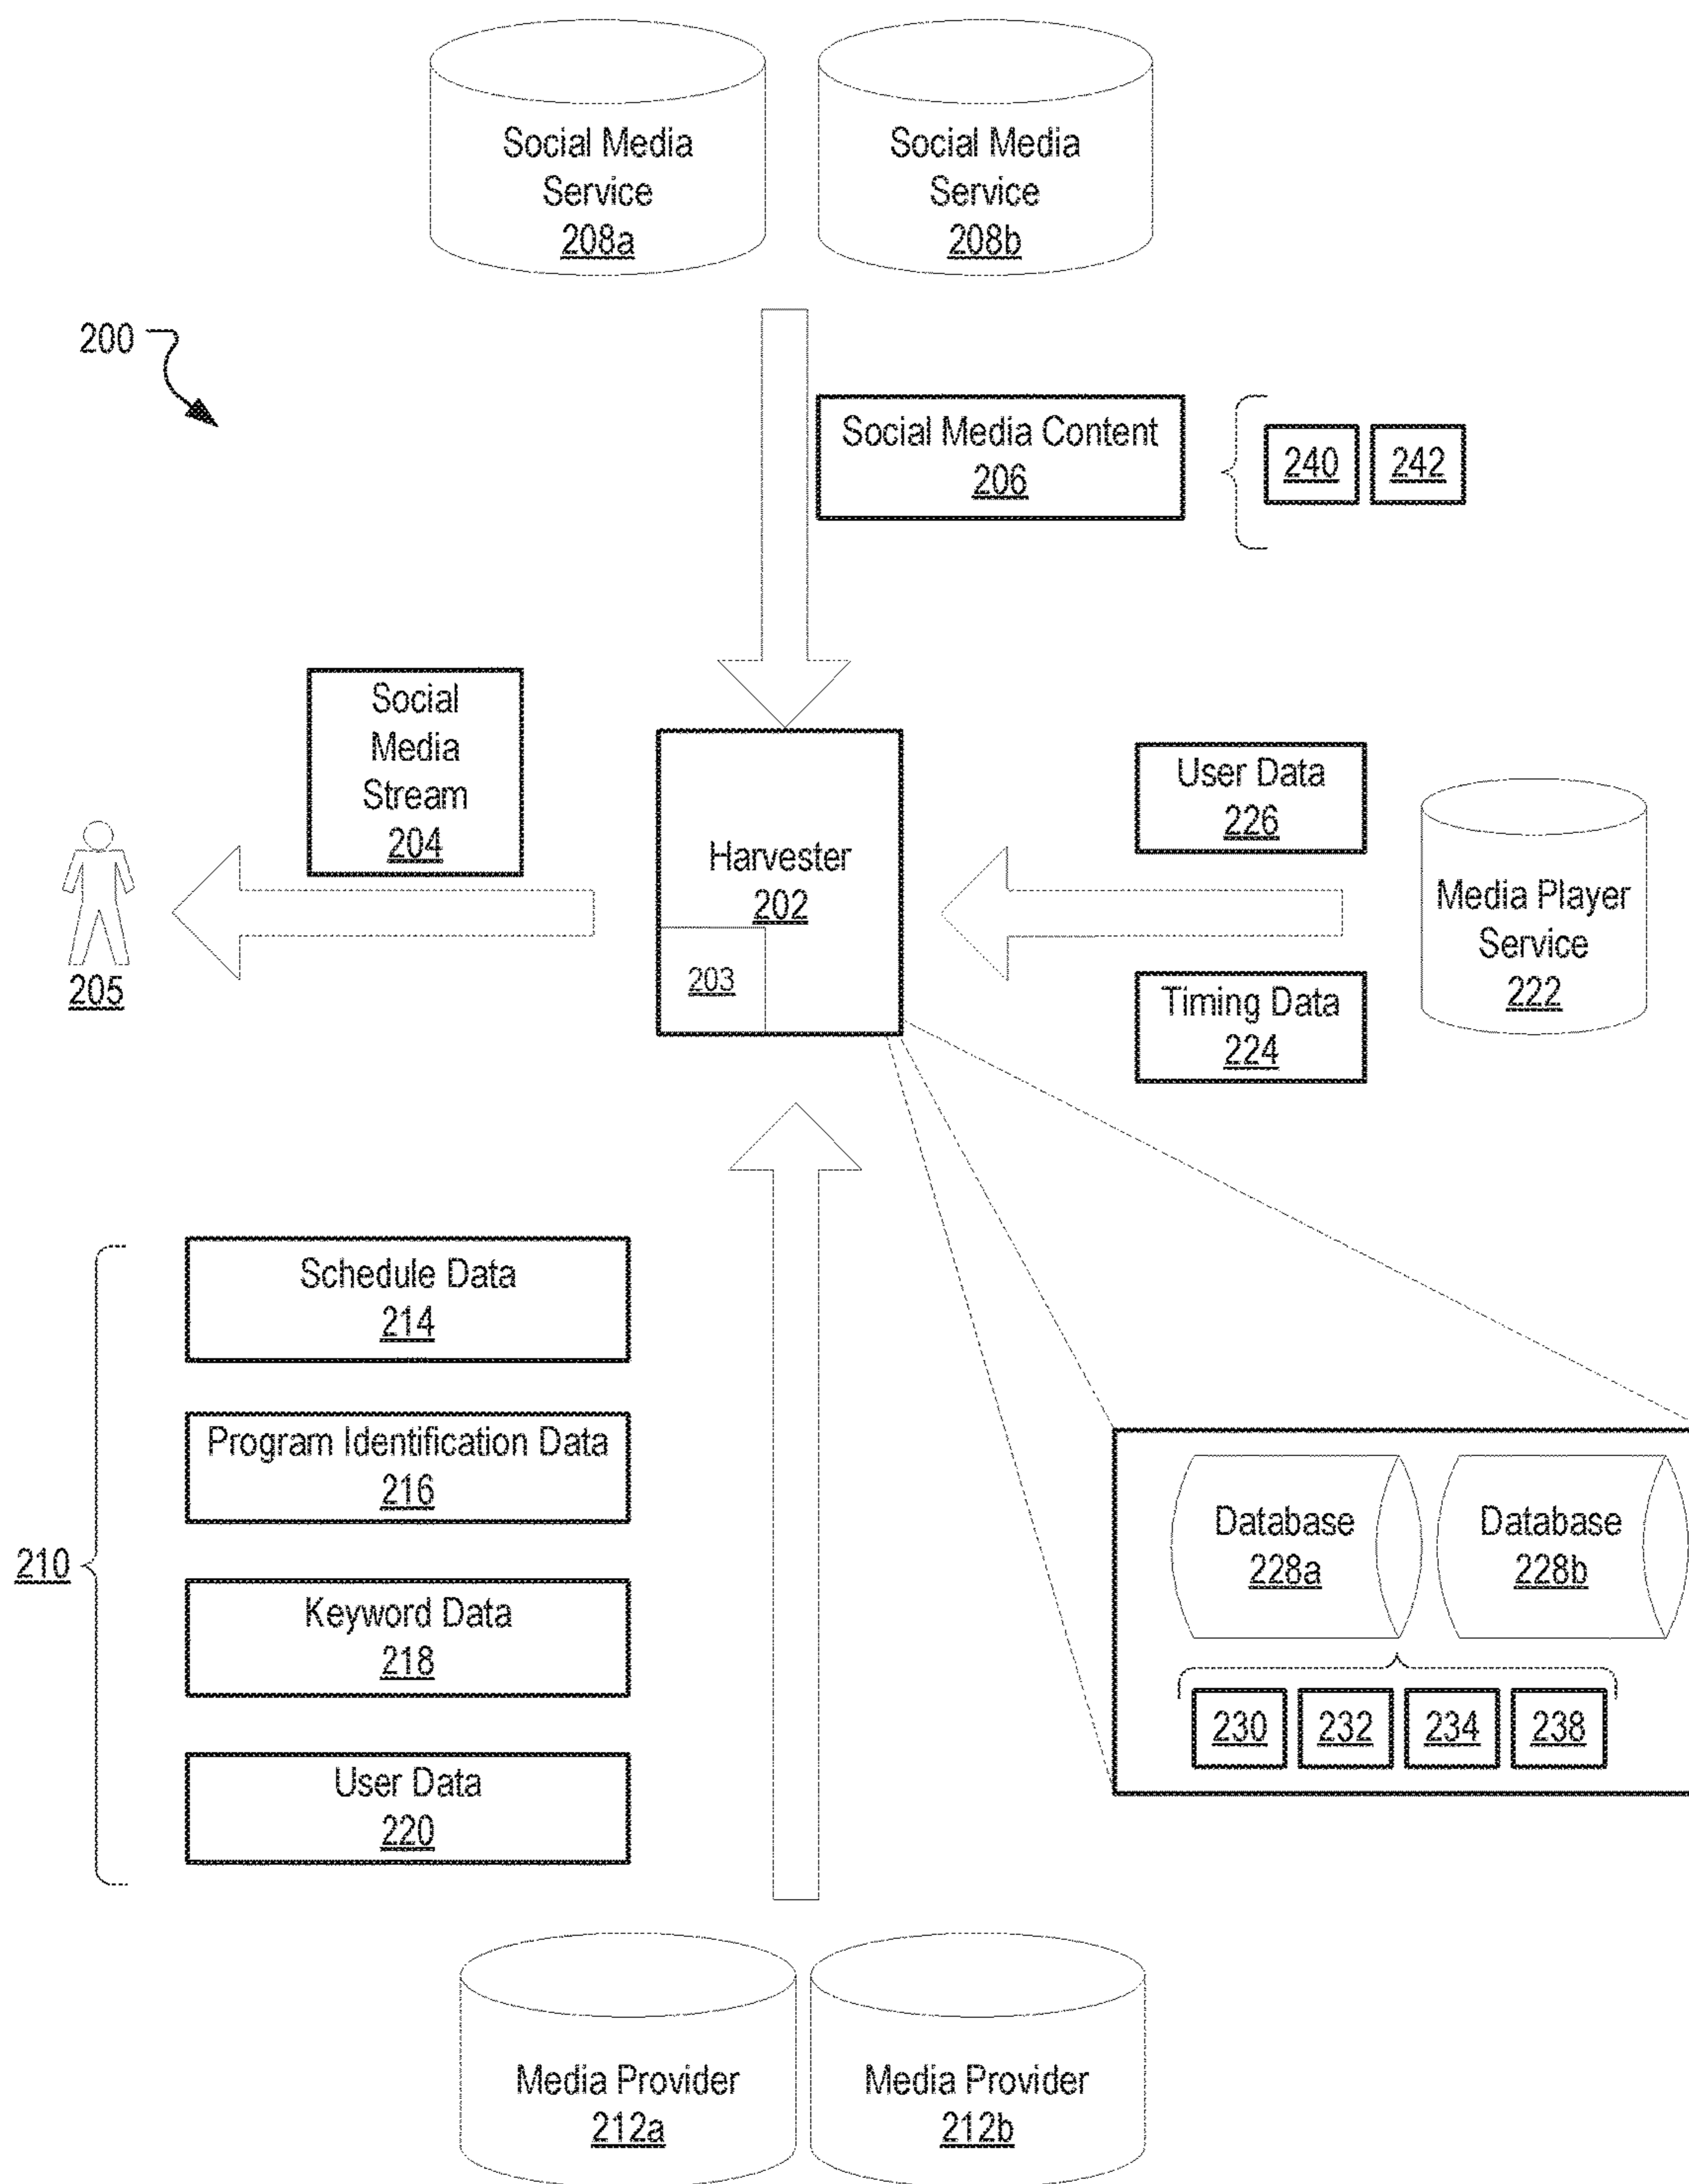 Social Media
Service
208a
Social Media
Service
208b
200
Social Media Content
206
240
242
Social
Media
Stream
204
205
Harvester
202
203
User Data
226
Timing Data
224
Media Player
Service
222
210
Schedule Data
214
Program Identification Data
216
Keyword Data
218
User Data
220
Database
228a
Database
228b
230
232
234
238
Media Provider
212a
Media Provider
212b